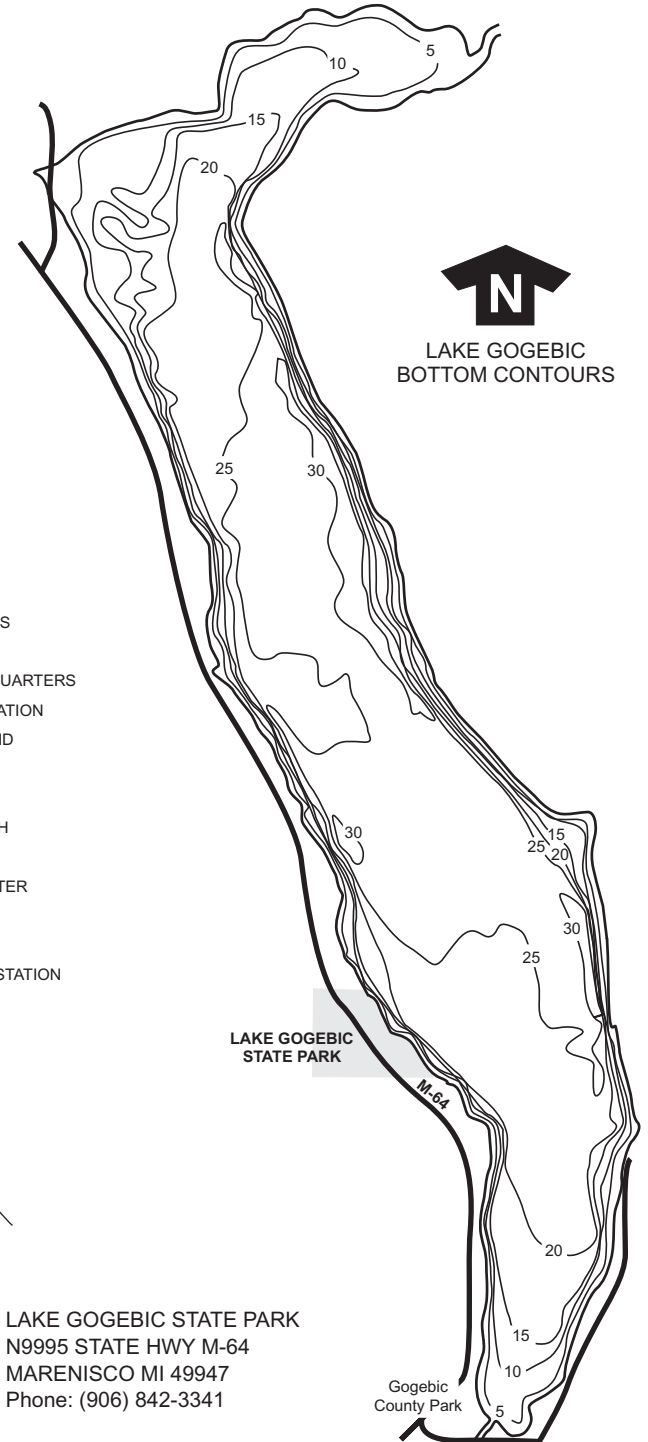 5
10
15
20
N
LAKE GOGEBIC
BOTTOM CONTOURS
25
30
S
UARTERS
ATION
ND
H
TER
STATION
15
25
20
30
30
25
LAKE GOGEBIC
STATE PARK
M-64
20
15
10
5
Gogebic
County Park
LAKE GOGEBIC STATE PARK
N9995 STATE HWY M-64
MARENISCO MI 49947
Phone: (906) 842-3341